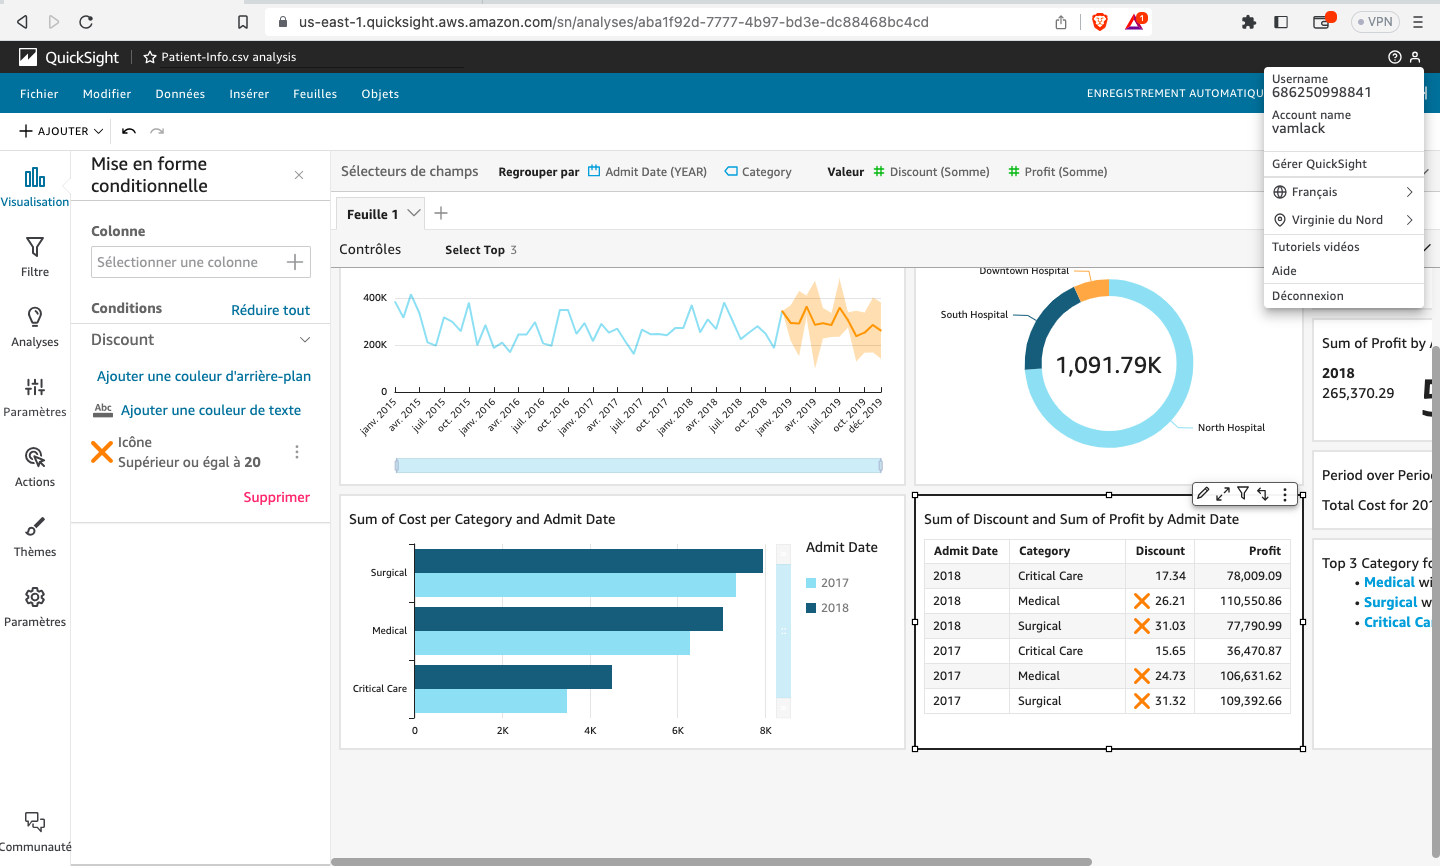 us-east-1.quicksight.aws.amazon.com/sn/analyses/aba1f92d-7777-4b97-bd3e-dc88468bc4cd
1
VPN
QuickSight
Patient-Info.csv analysis
Fichier Modifier Données Insérer Feuilles Objets
ENREGISTREMENT AUTOMATIQU
Username
686250998841
Account name
vamlack
Gérer QuickSight
Français
Virginie du Nord
Tutoriels vidéos
Aide
Déconnexion
AJOUTER
Visualisation
Filtre
Analyses
Paramètres
Actions
Thèmes
Paramètres
Communauté
Mise en forme
conditionnelle
Colonne
Sélectionner une colonne
Conditions Réduire tout
Discount
Ajouter une couleur d'arrière-plan
Abc Ajouter une couleur de texte
Icône
Supérieur ou égal à 20
Supprimer
Sélecteurs de champs Regrouper par Admit Date (YEAR) Category Valeur Discount (Somme) Profit (Somme)
Feuille 1
Contrôles Select Top 3
400K
200K
0
janv. 2015 avr. 2015 juil. 2015 oct. 2015 janv. 2016 avr. 2016 juil. 2016 oct. 2016 janv. 2017 avr. 2017 juil. 2017 oct. 2017 janv. 2018 avr. 2018 juil. 2018 oct. 2018 janv. 2019 avr. 2019 juil. 2019 oct. 2019 déc. 2019
Downtown Hospital
South Hospital
1,091.79K
North Hospital
Sum of Profit by A
2018
265,370.29
Period over Perio
Total Cost for 201
Top 3 Category fo
• Medical wi
• Surgical w
• Critical Ca
Sum of Cost per Category and Admit Date
Surgical
Medical
Critical Care
0 2K 4K 6K 8K
Admit Date
2017
2018
Sum of Discount and Sum of Profit by Admit Date
Admit Date Category Discount Profit
2018 Critical Care 17.34 78,009.09
2018 Medical 26.21 110,550.86
2018 Surgical 31.03 77,790.99
2017 Critical Care 15.65 36,470.87
2017 Medical 24.73 106,631.62
2017 Surgical 31.32 109,392.66